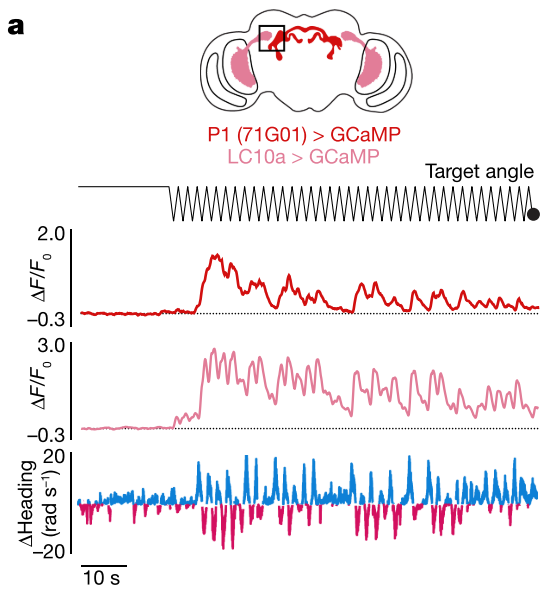 a
P1 (71G01) > GCaMP
LC10a > GCaMP
Target angle
2.0
ΔF/F0
–0.3
3.0
ΔF/F0
–0.3
20
ΔHeading
(rad s–1)
–20
10 s